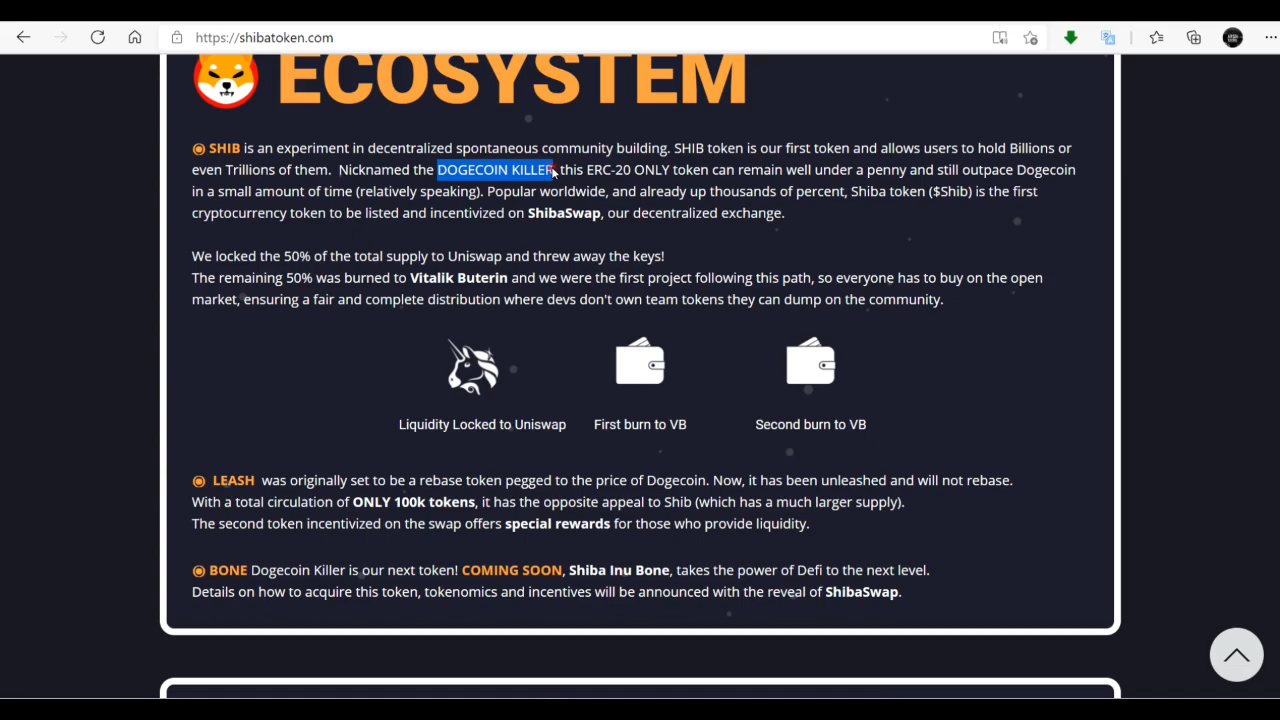 https://shibatoken.com
ECOSYSTEM
SHIB is an experiment in decentralized spontaneous community building. SHIB token is our first token and allows users to hold Billions or
even Trillions of them. Nicknamed the DOGECOIN KILLER, this ERC-20 ONLY token can remain well under a penny and still outpace Dogecoin
in a small amount of time (relatively speaking). Popular worldwide, and already up thousands of percent, Shiba token ($Shib) is the first
cryptocurrency token to be listed and incentivized on ShibaSwap, our decentralized exchange.
We locked the 50% of the total supply to Uniswap and threw away the keys!
The remaining 50% was burned to Vitalik Buterin and we were the first project following this path, so everyone has to buy on the open
market, ensuring a fair and complete distribution where devs don't own team tokens they can dump on the community.
Liquidity Locked to Uniswap First burn to VB Second burn to VB
LEASH was originally set to be a rebase token pegged to the price of Dogecoin. Now, it has been unleashed and will not rebase.
With a total circulation of ONLY 100k tokens, it has the opposite appeal to Shib (which has a much larger supply).
The second token incentivized on the swap offers special rewards for those who provide liquidity.
BONE Dogecoin Killer is our next token! COMING SOON, Shiba Inu Bone, takes the power of Defi to the next level.
Details on how to acquire this token, tokenomics and incentives will be announced with the reveal of ShibaSwap.